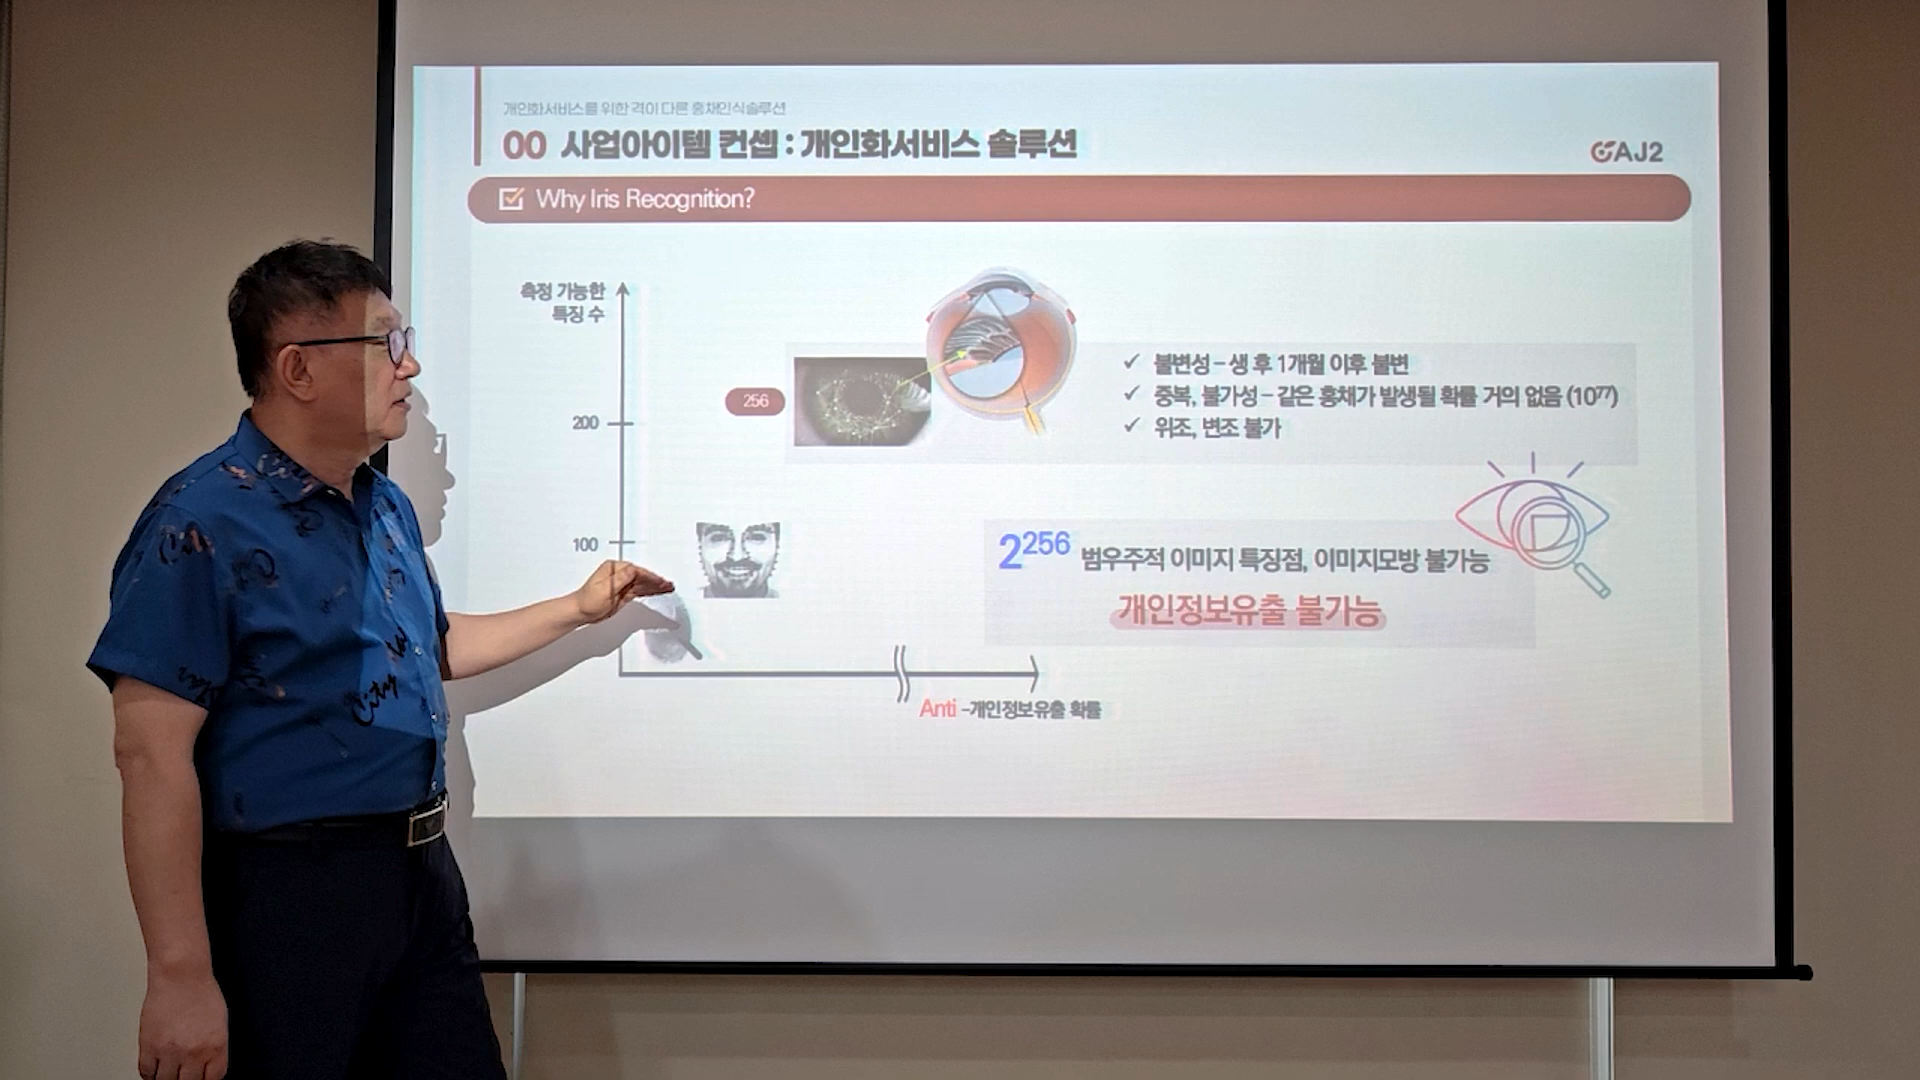 개인화서비스를 위한 격이 다른 홍채인식솔루션
00 사업아이템 컨셉 : 개인화서비스 솔루션
AJ2
Why Iris Recognition?
측정 가능한
특징 수
256
200
100
✓ 불변성 – 생 후 1개월 이후 불변
✓ 중복, 불가성 – 같은 홍채가 발생될 확률 거의 없음 (10⁷⁷)
✓ 위조, 변조 불가
2²⁵⁶ 범우주적 이미지 특징점, 이미지모방 불가능
개인정보유출 불가능
Anti -개인정보유출 확률
City